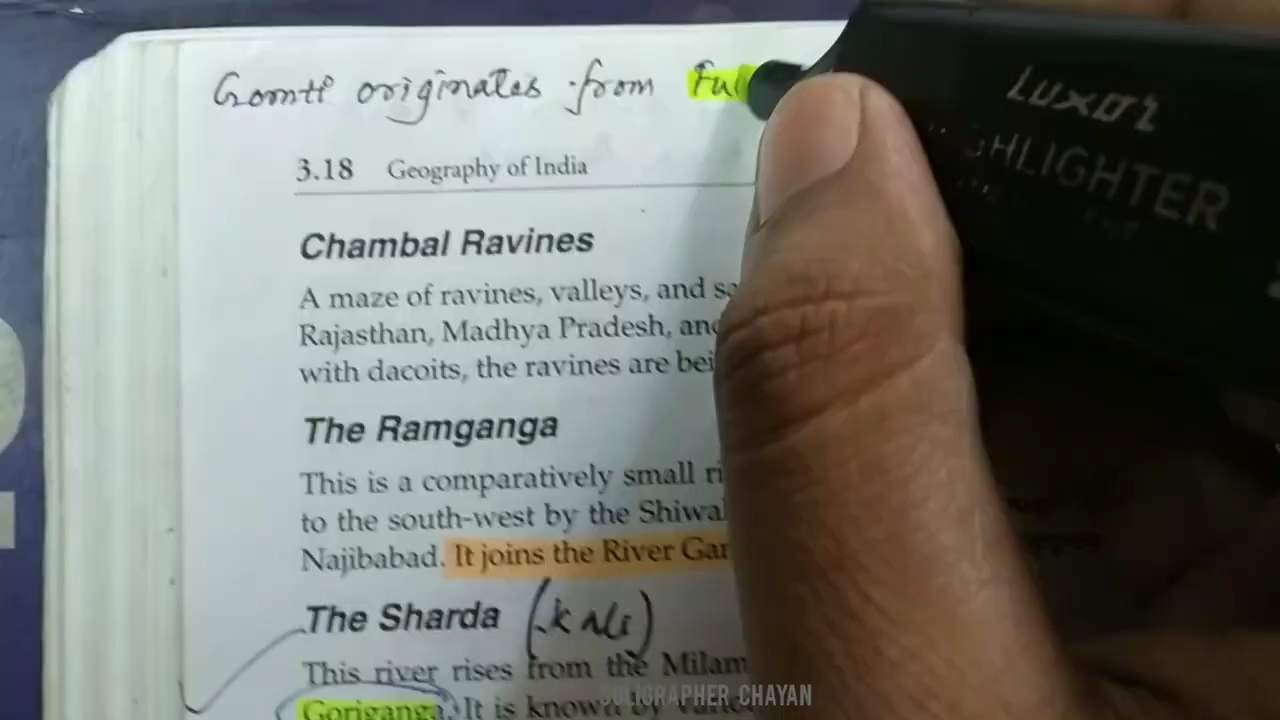 Gomti originates from Ful
LUXOR
HIGHLIGHTER
3.18 Geography of India
Chambal Ravines
A maze of ravines, valleys, and sa
Rajasthan, Madhya Pradesh, and
with dacoits, the ravines are bei
The Ramganga
This is a comparatively small ri
to the south-west by the Shiwal
Najibabad. It joins the River Gan
The Sharda (kali)
This river rises from the Milam
Goriganga. It is known by vario
SOLIGRAPHER CHAYAN